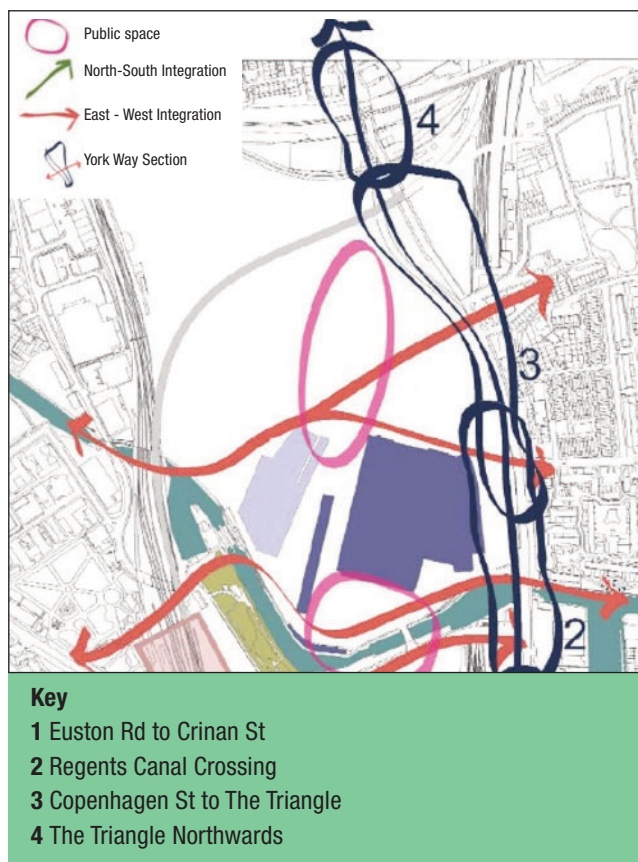 Public space
North-South Integration
East - West Integration
York Way Section
4
3
2
Key
1 Euston Rd to Crinan St
2 Regents Canal Crossing
3 Copenhagen St to The Triangle
4 The Triangle Northwards